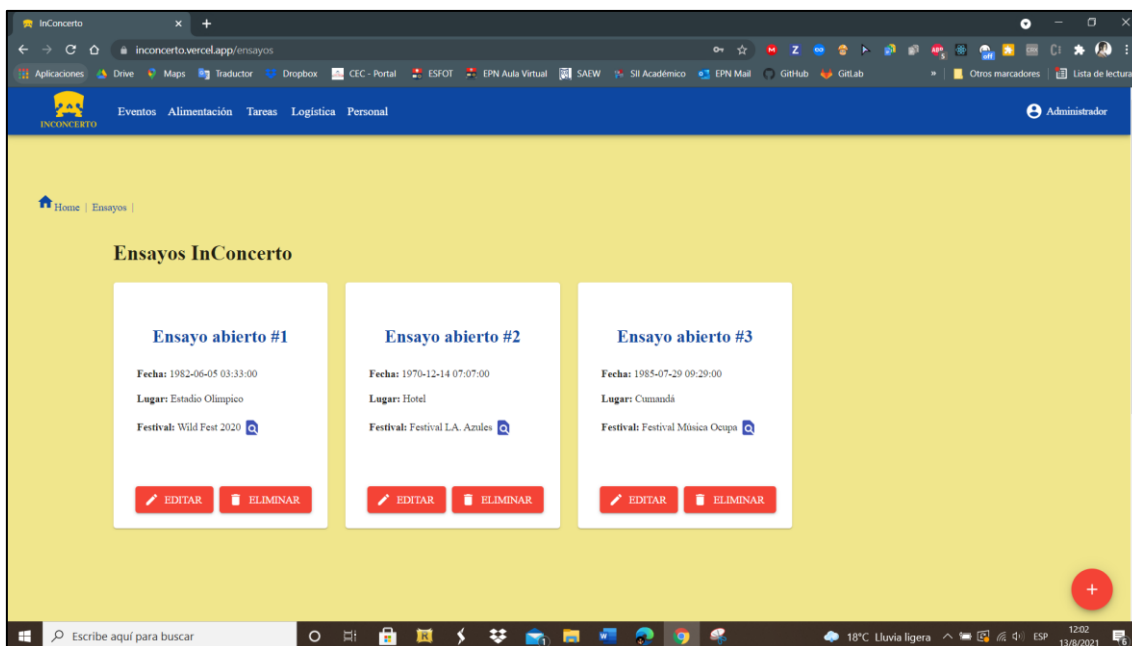 InConcerto
inconcerto.vercel.app/ensayos
Aplicaciones Drive Maps Traductor Dropbox CEC - Portal ESFOT EPN Aula Virtual SAEW SII Académico EPN Mail GitHub GitLab » Otros marcadores Lista de lectura
INCONCERTO
Eventos Alimentación Tareas Logística Personal Administrador
Home | Ensayos |
Ensayos InConcerto
Ensayo abierto #1 Ensayo abierto #2 Ensayo abierto #3
Fecha: 1982-06-05 03:33:00 Fecha: 1970-12-14 07:07:00 Fecha: 1985-07-29 09:29:00
Lugar: Estadio Olimpico Lugar: Hotel Lugar: Cumandá
Festival: Wild Fest 2020 Festival: Festival LA. Azules Festival: Festival Música Ocupa
EDITAR ELIMINAR EDITAR ELIMINAR EDITAR ELIMINAR
+
Escribe aquí para buscar 18°C Lluvia ligera ESP 12:02
13/8/2021